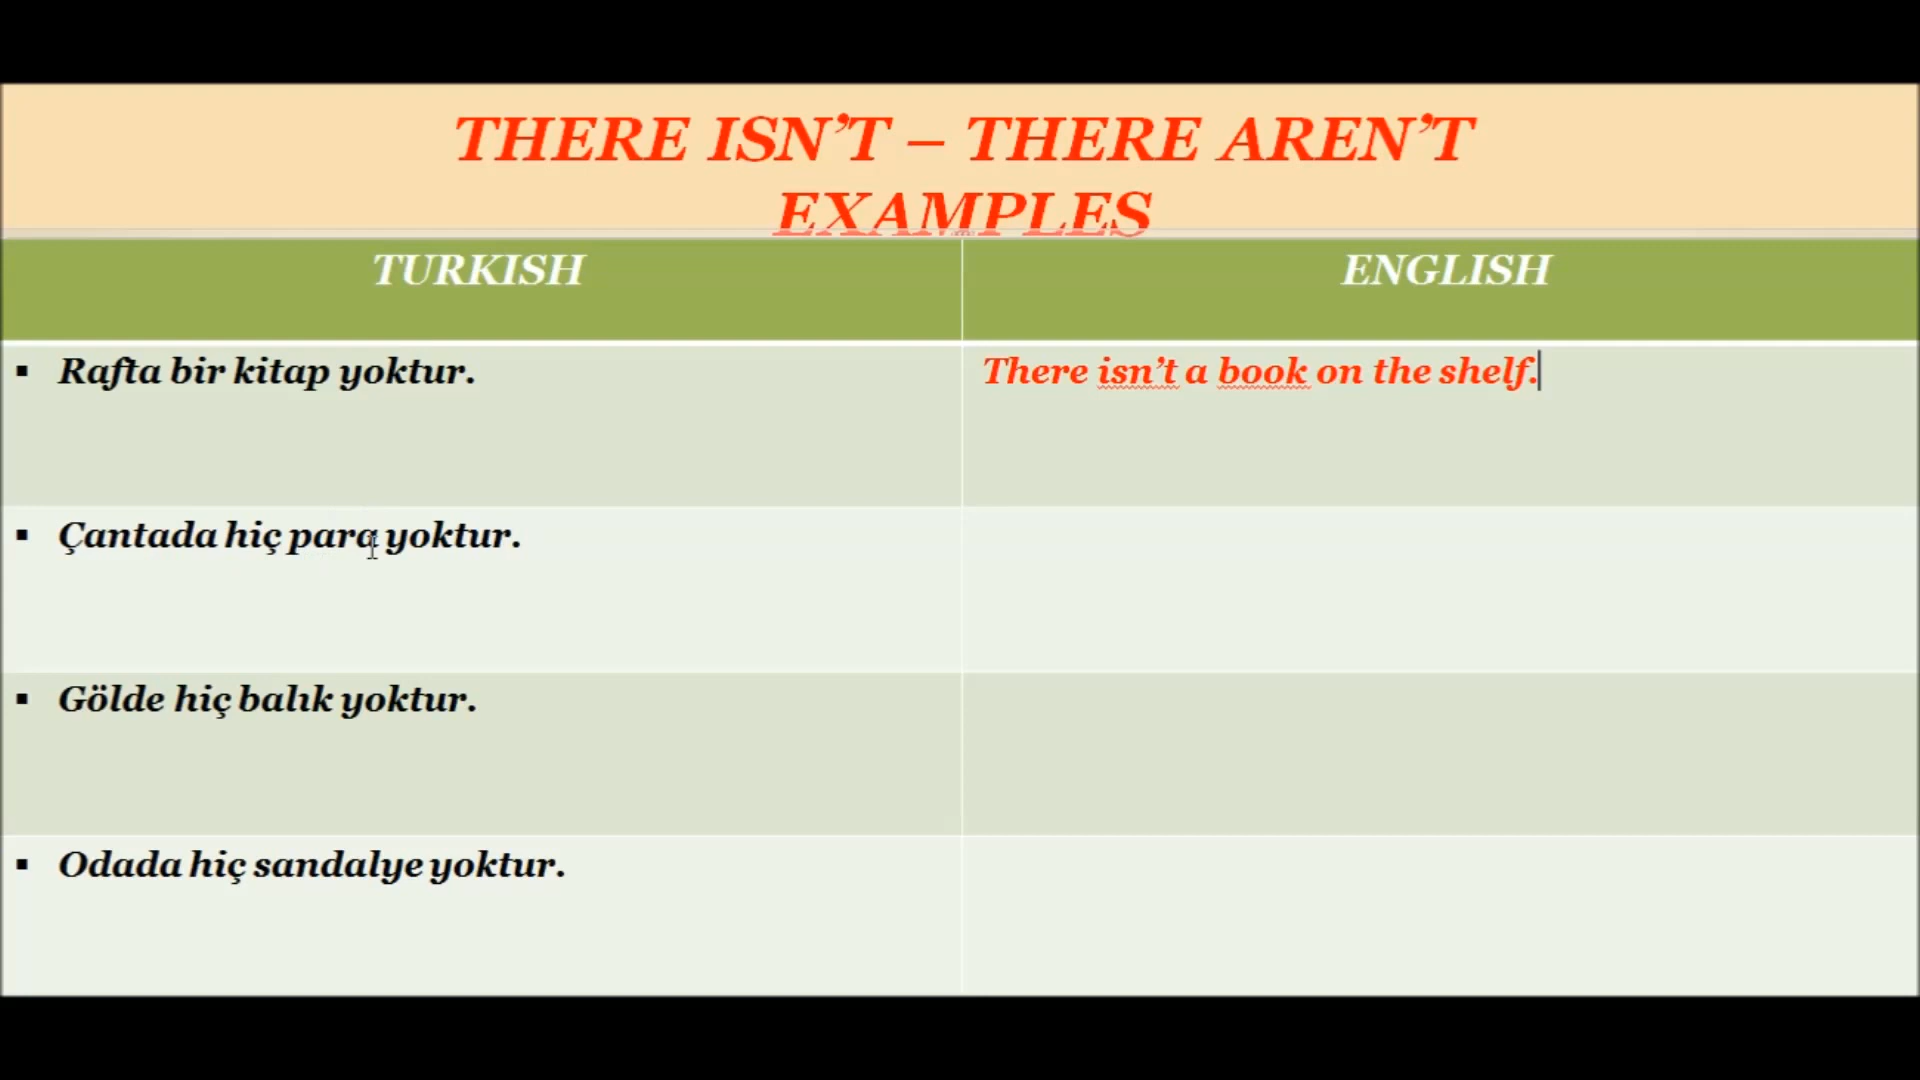 THERE ISN’T – THERE AREN’T
EXAMPLES
TURKISH
ENGLISH
▪ Rafta bir kitap yoktur.
There isn’t a book on the shelf.
▪ Çantada hiç para yoktur.
▪ Gölde hiç balık yoktur.
▪ Odada hiç sandalye yoktur.